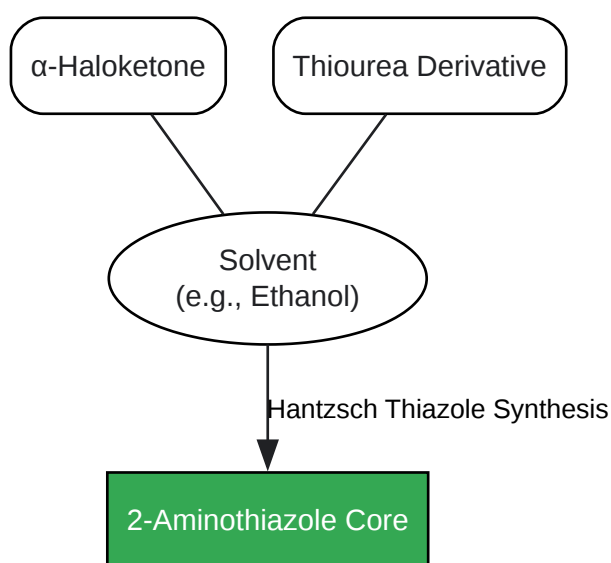 α-Haloketone
Thiourea Derivative
Solvent
(e.g., Ethanol)
Hantzsch Thiazole Synthesis
2-Aminothiazole Core